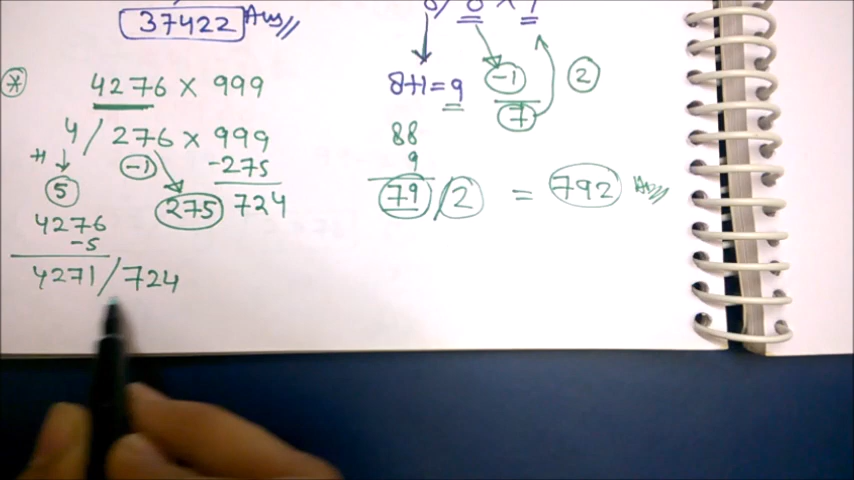 37422 Ans
* 4276 × 999
4 / 276 × 999
+1 -1 -275
5 275 724
4276
-5
4271 / 724
8+1 = 9 -1 2
7
88
9
79 / 2 = 792 Ans